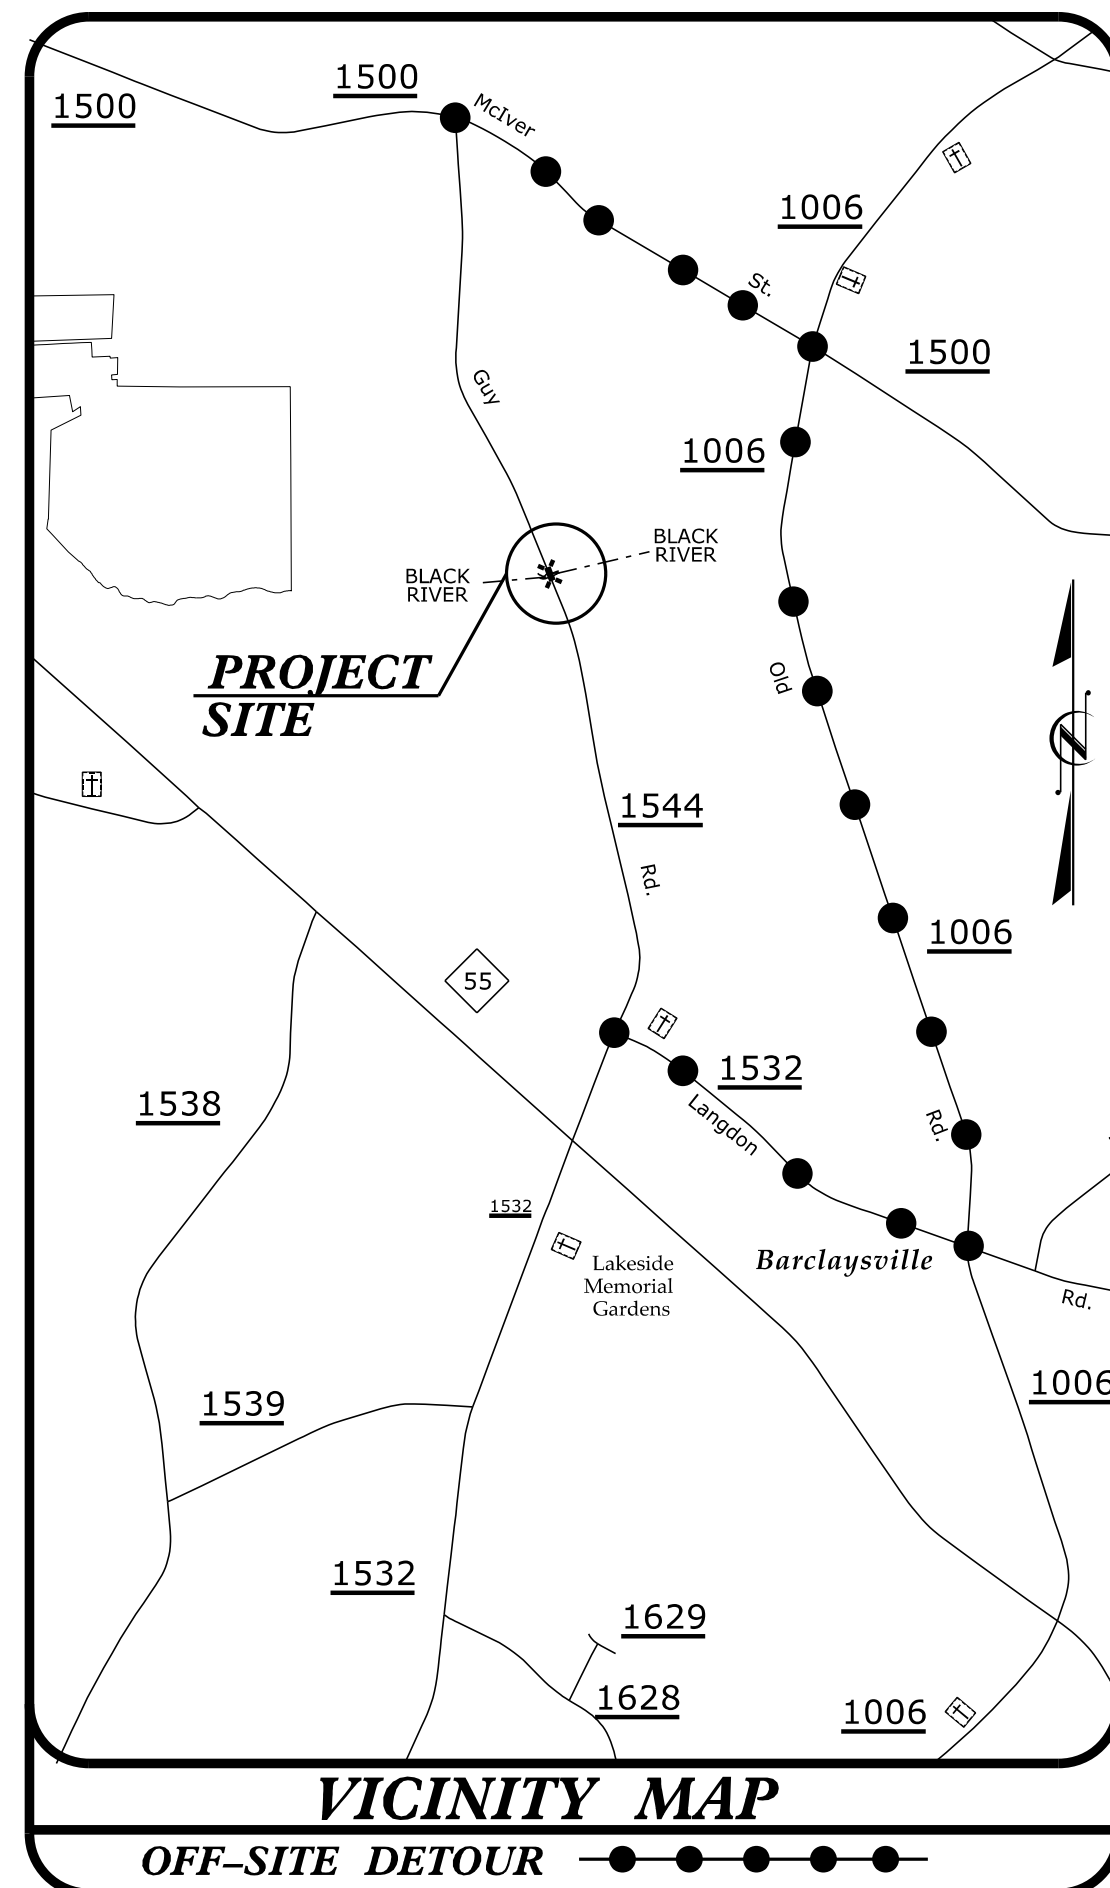 1500
1500
McIver
1006
St.
1500
Guy
1006
BLACK
RIVER
BLACK
RIVER
PROJECT
SITE
Old
N
1544
Rd.
1006
55
1532
1538
Langdon
Rd.
1532
Barclaysville
Lakeside
Memorial
Gardens
Rd.
1006
1539
1532
1629
1628
1006
VICINITY MAP
OFF–SITE DETOUR